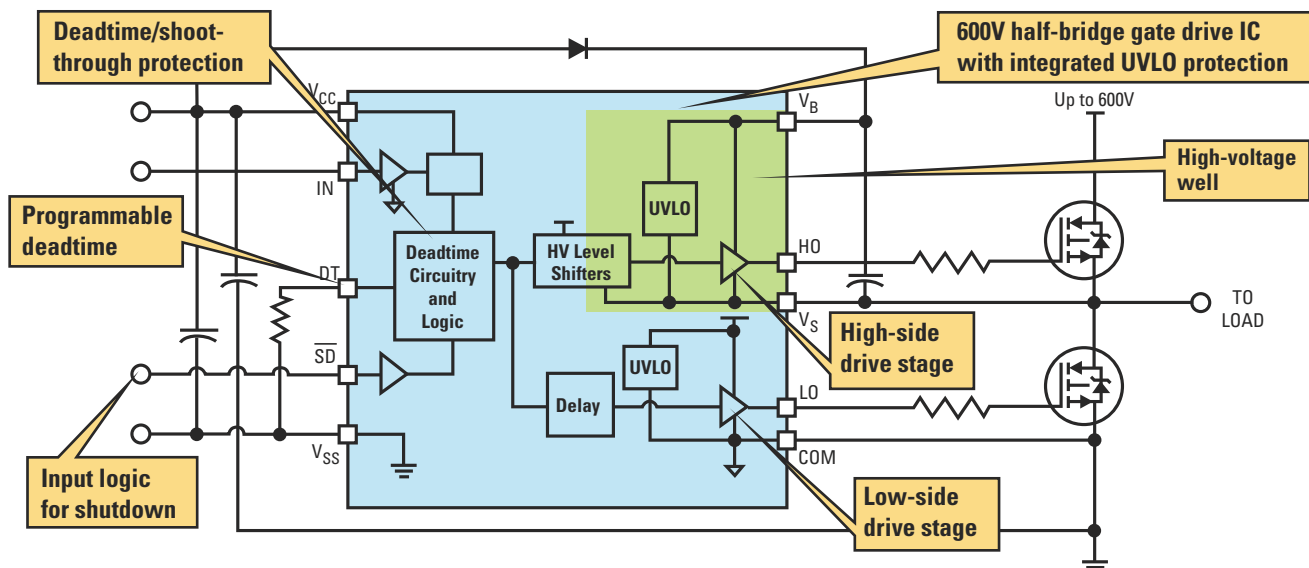 Deadtime/shoot-
through protection
600V half-bridge gate drive IC
with integrated UVLO protection
VCC
VB
Up to 600V
IN
High-voltage
well
Programmable
deadtime
UVLO
HO
DT
Deadtime
Circuitry
and
Logic
HV Level
Shifters
VS
TO
LOAD
High-side
drive stage
SD
UVLO
Delay
LO
VSS
COM
Input logic
for shutdown
Low-side
drive stage